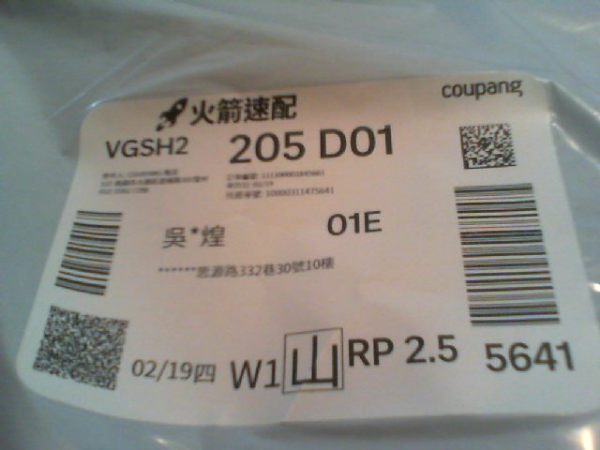 火箭速配
coupang
VGSH2
205 D01
吳*煌
01E
******思源路332巷30號10樓
02/19四
W1
山
RP 2.5
5641